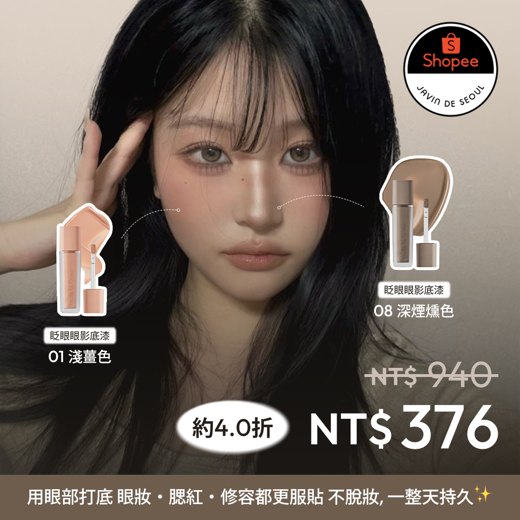 Shopee
JAVIN DE SEOUL
眨眼眼影底漆
01 淺薑色
眨眼眼影底漆
08 深煙燻色
NT$ 940
約4.0折
NT$ 376
用眼部打底 眼妝・腮紅・修容都更服貼 不脫妝, 一整天持久✨